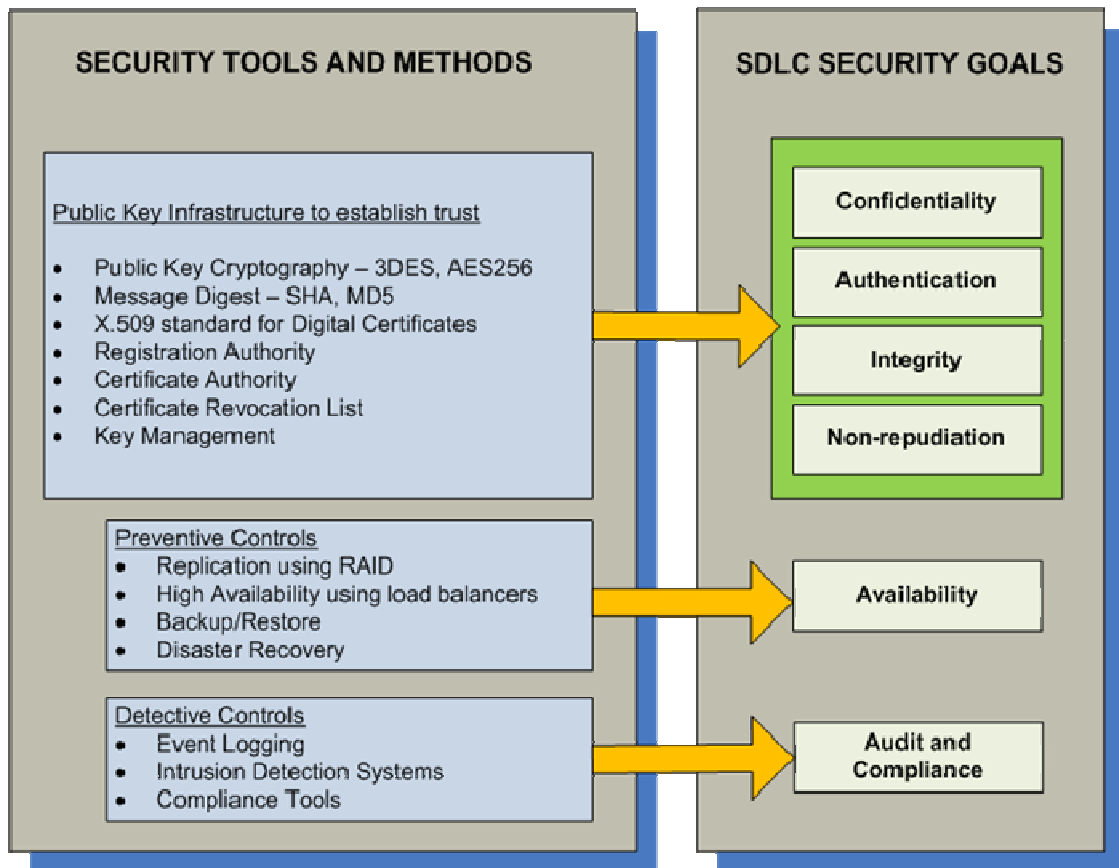 SECURITY TOOLS AND METHODS
Public Key Infrastructure to establish trust
• Public Key Cryptography – 3DES, AES256
• Message Digest – SHA, MD5
• X.509 standard for Digital Certificates
• Registration Authority
• Certificate Authority
• Certificate Revocation List
• Key Management
Preventive Controls
• Replication using RAID
• High Availability using load balancers
• Backup/Restore
• Disaster Recovery
Detective Controls
• Event Logging
• Intrusion Detection Systems
• Compliance Tools
SDLC SECURITY GOALS
Confidentiality
Authentication
Integrity
Non-repudiation
Availability
Audit and
Compliance